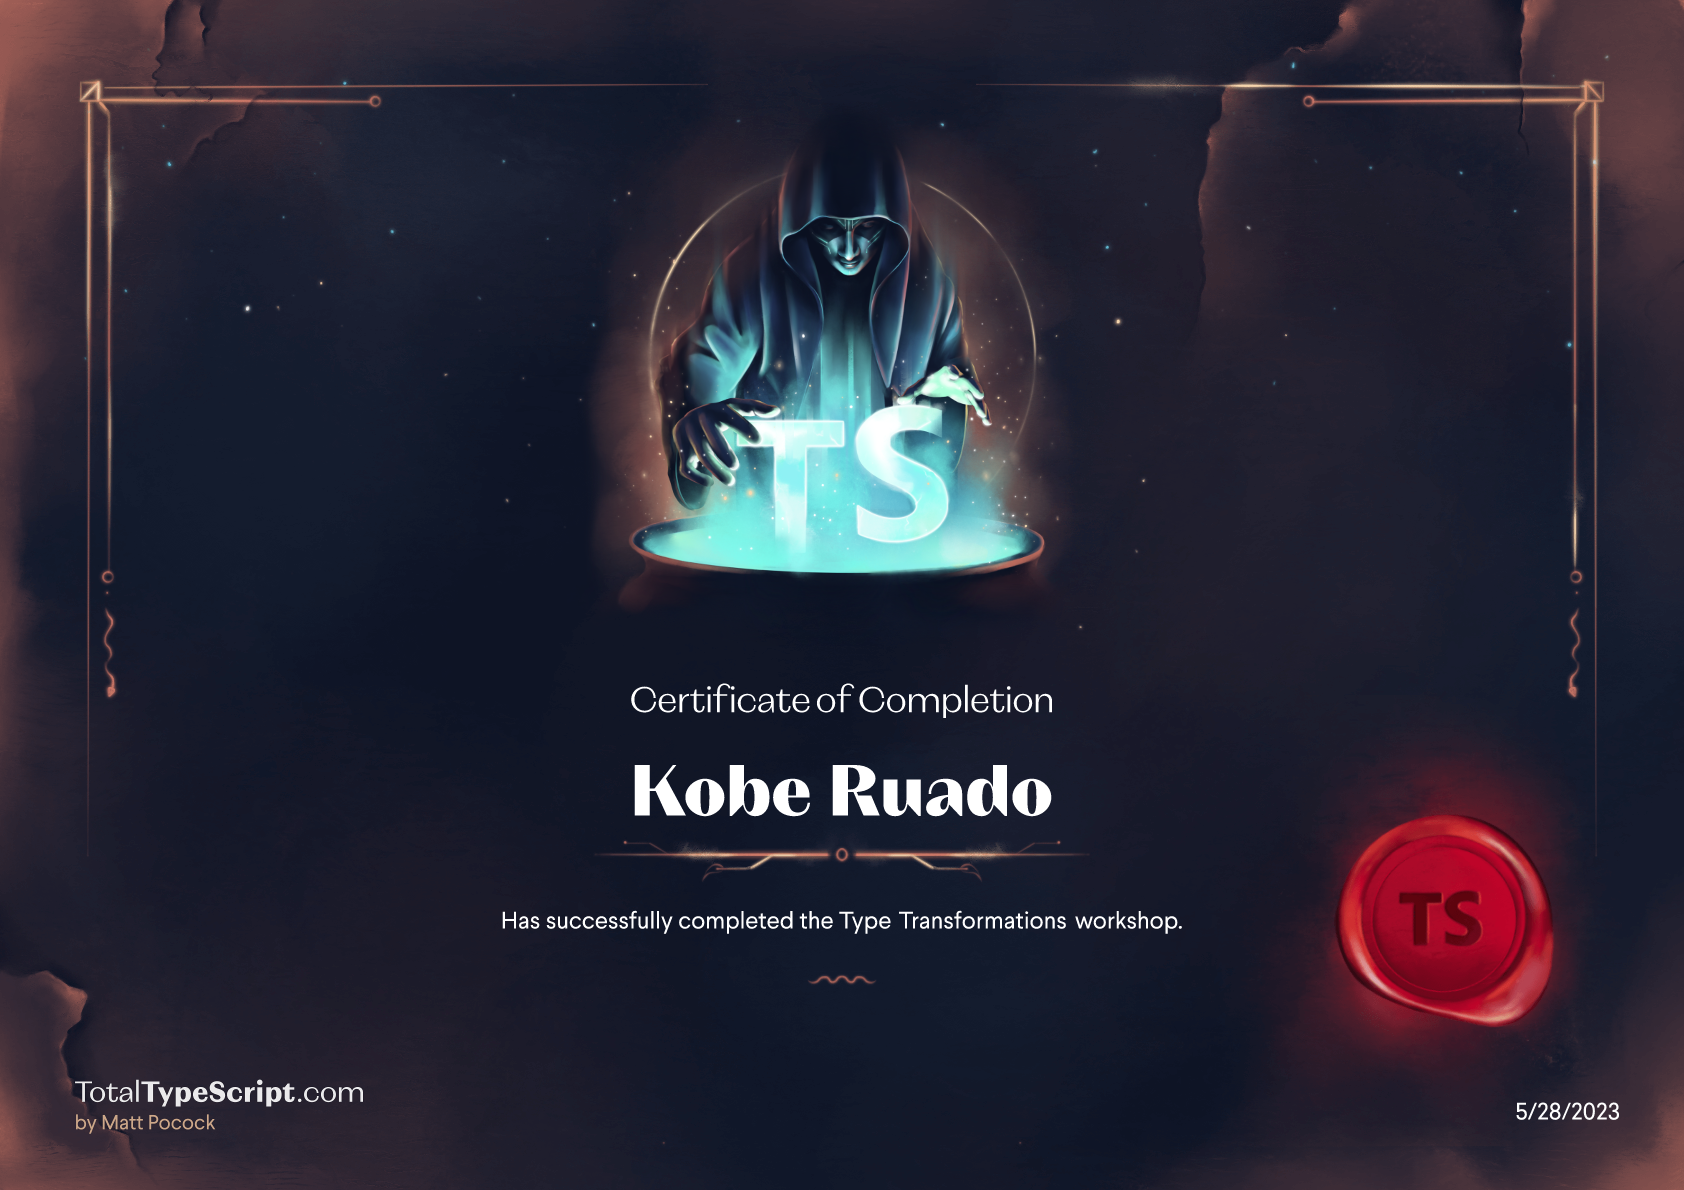 TS
Certificate of Completion
Kobe Ruado
Has successfully completed the Type Transformations workshop.
TS
TotalTypeScript.com
by Matt Pocock
5/28/2023